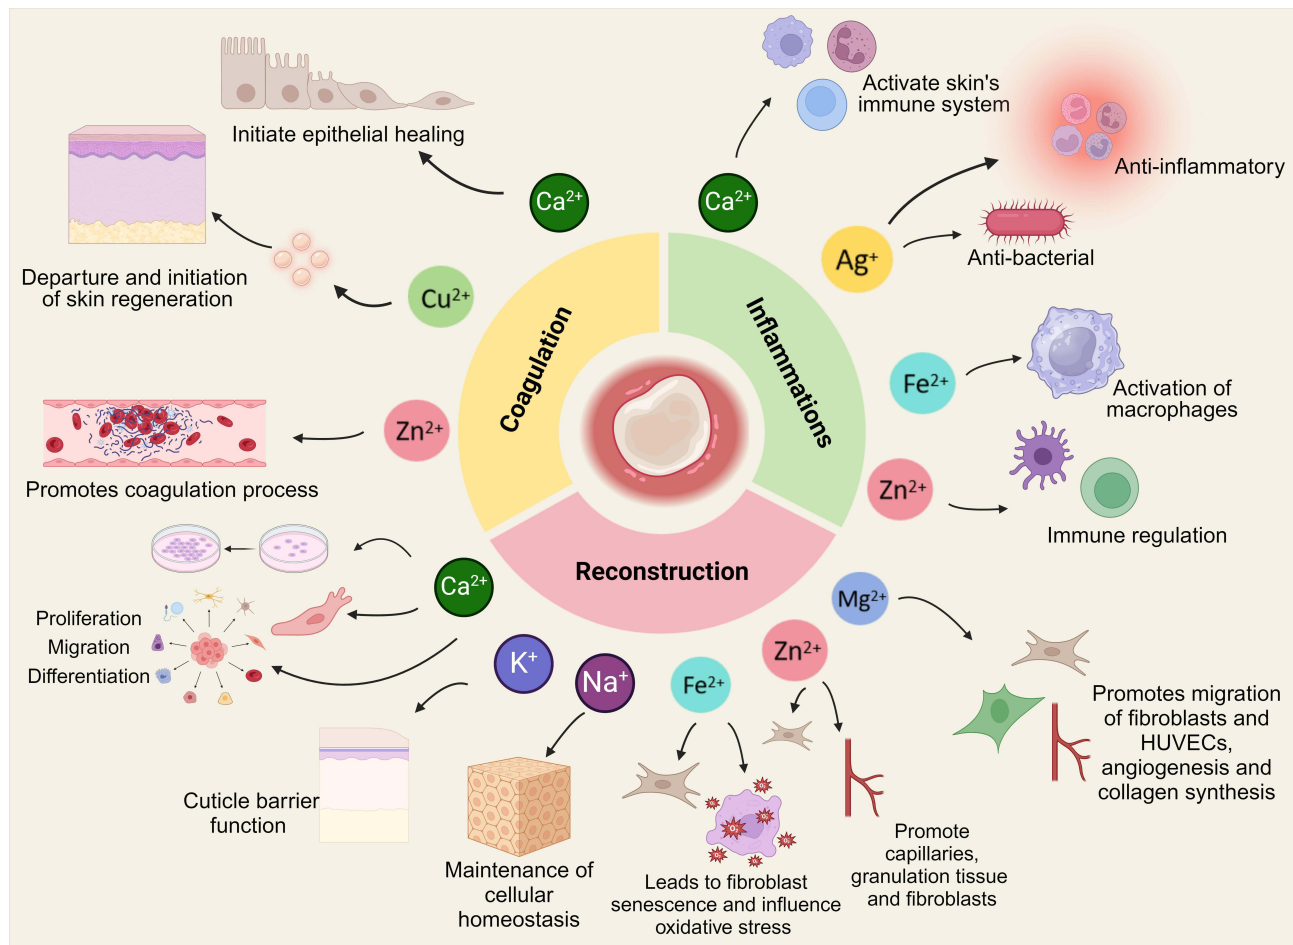 Initiate epithelial healing
Ca²⁺
Departure and initiation
of skin regeneration
Cu²⁺
Coagulation
Zn²⁺
Promotes coagulation process
Ca²⁺
Activate skin's
immune system
Ag⁺
Anti-inflammatory
Anti-bacterial
Inflammations
Fe²⁺
Activation of
macrophages
Zn²⁺
Immune regulation
Reconstruction
Ca²⁺
Proliferation
Migration
Differentiation
K⁺
Cuticle barrier
function
Na⁺
Maintenance of
cellular
homeostasis
Fe²⁺
Leads to fibroblast
senescence and influence
oxidative stress
Zn²⁺
Promote
capillaries,
granulation tissue
and fibroblasts
Mg²⁺
Promotes migration
of fibroblasts and
HUVECs,
angiogenesis and
collagen synthesis